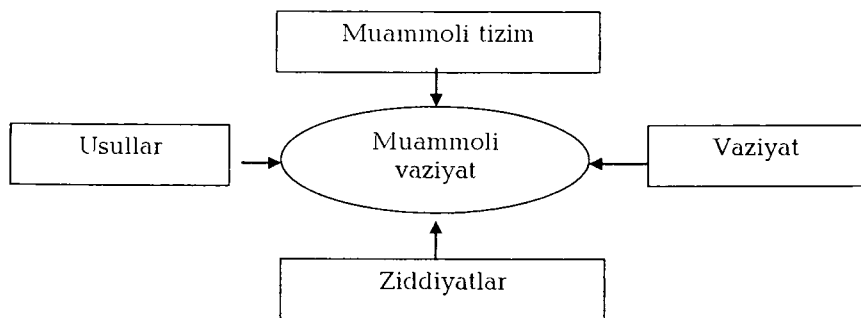 Muammoli tizim
Usullar
Muammoli
vaziyat
Vaziyat
Ziddiyatlar